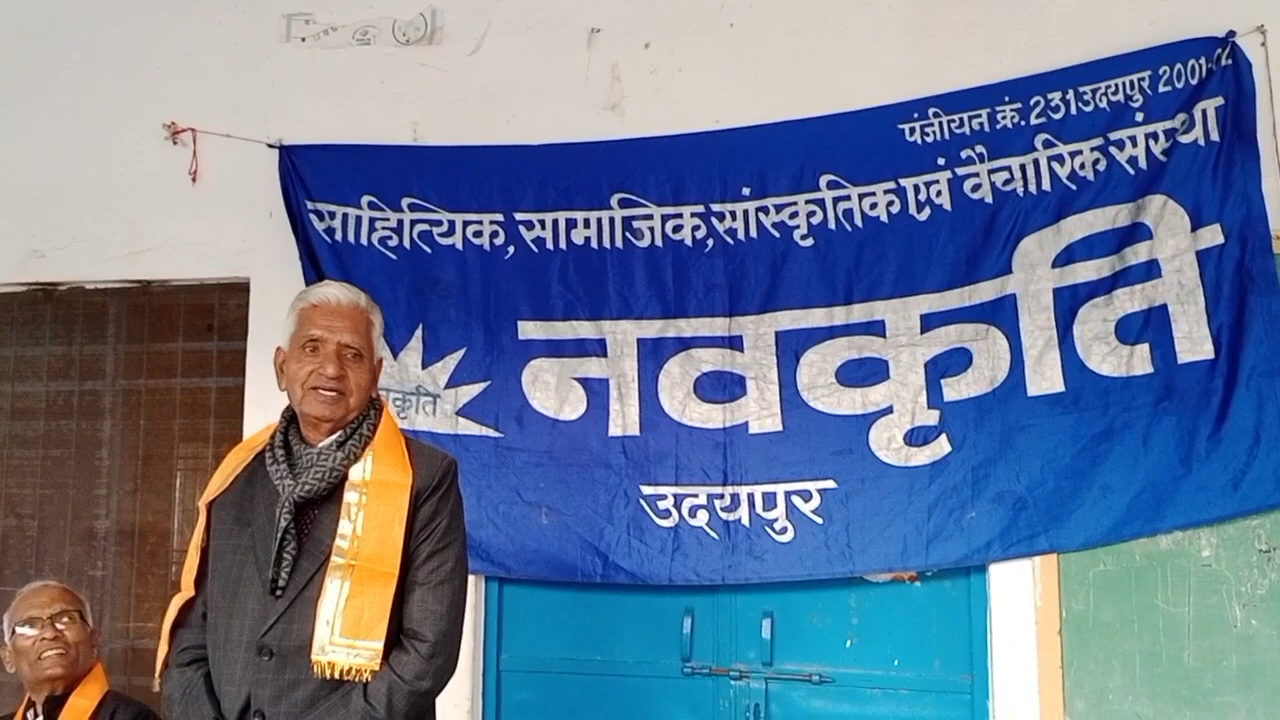 पंजीयन क्रं. 231 उदयपुर 2001-02
साहित्यिक, सामाजिक, सांस्कृतिक एवं वैचारिक संस्था
नवकृति
कृति
उदयपुर